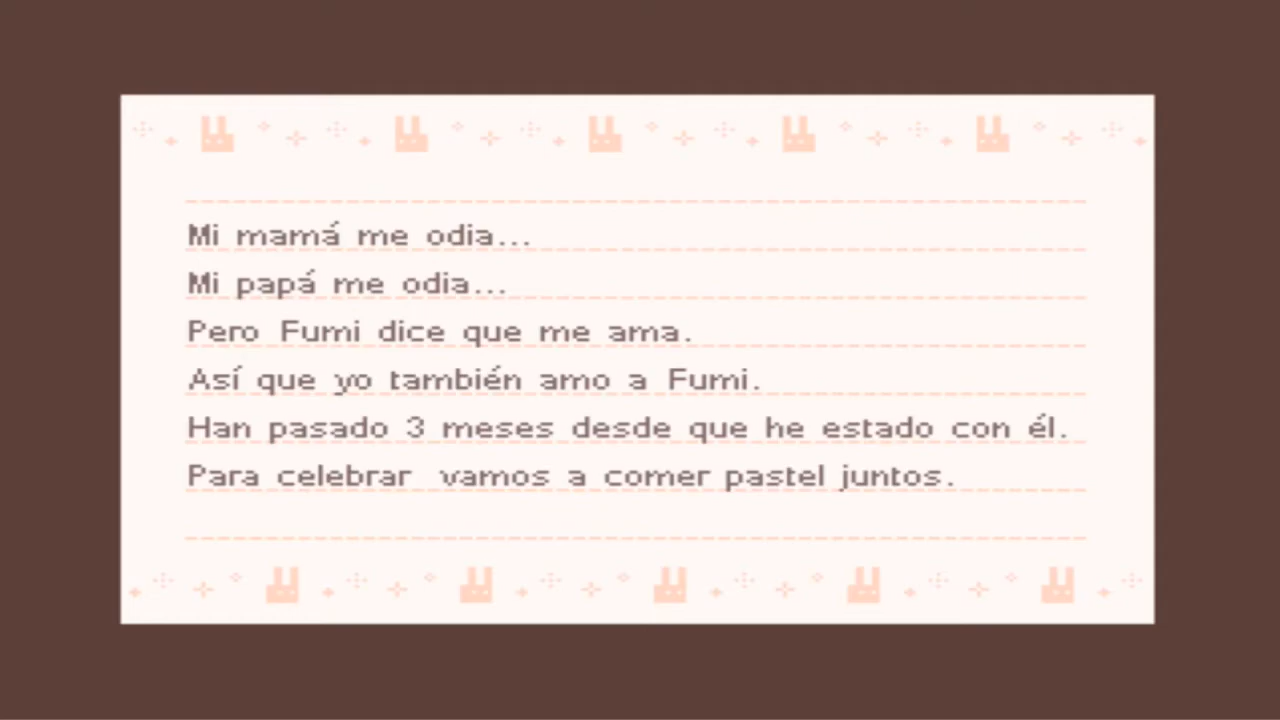 Mi mamá me odia...
Mi papá me odia...
Pero Fumi dice que me ama.
Así que yo también amo a Fumi.
Han pasado 3 meses desde que he estado con él.
Para celebrar vamos a comer pastel juntos.